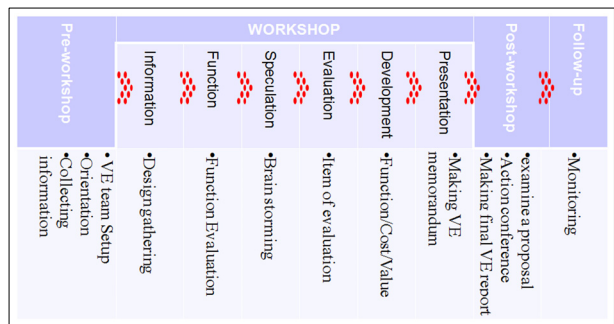 WORKSHOP
Pre-workshop
Information
Function
Speculation
Evaluation
Development
Presentation
Post-workshop
Follow-up
•VE team Setup
•Orientation
•Collecting
information
•Design gathering
•Function Evaluation
•Brain storming
•Item of evaluation
•Function/Cost/Value
•Making VE
memorandum
•examine a proposal
•Action conference
•Making final VE report
•Monitoring